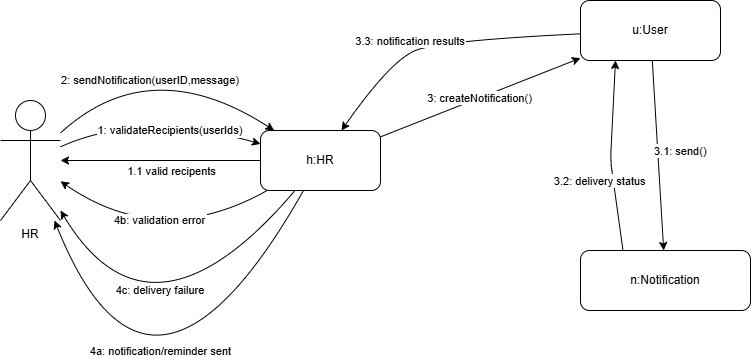 u:User
3.3: notification results
2: sendNotification(userID,message)
3: createNotification()
1: validateRecipients(userIds)
h:HR
3.1: send()
1.1 valid recipents
3.2: delivery status
4b: validation error
HR
n:Notification
4c: delivery failure
4a: notification/reminder sent